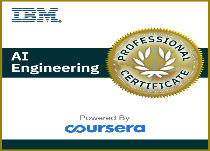 IBM
AI
Engineering
PROFESSIONAL
CERTIFICATE
Powered By
coursera